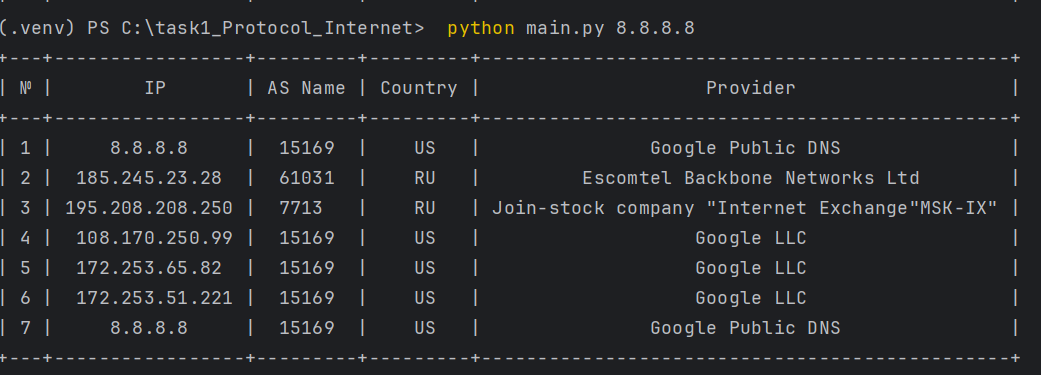 (.venv) PS C:\task1_Protocol_Internet>  python main.py 8.8.8.8
+---+-----------------+---------+---------+-----------------------------------------------+
| № |        IP       | AS Name | Country |                    Provider                   |
+---+-----------------+---------+---------+-----------------------------------------------+
| 1 |     8.8.8.8     |  15169  |    US   |               Google Public DNS               |
| 2 |  185.245.23.28  |  61031  |    RU   |         Escomtel Backbone Networks Ltd        |
| 3 | 195.208.208.250 |  7713   |    RU   | Join-stock company "Internet Exchange"MSK-IX" |
| 4 |  108.170.250.99 |  15169  |    US   |                   Google LLC                  |
| 5 |  172.253.65.82  |  15169  |    US   |                   Google LLC                  |
| 6 |  172.253.51.221 |  15169  |    US   |                   Google LLC                  |
| 7 |     8.8.8.8     |  15169  |    US   |               Google Public DNS               |
+---+-----------------+---------+---------+-----------------------------------------------+